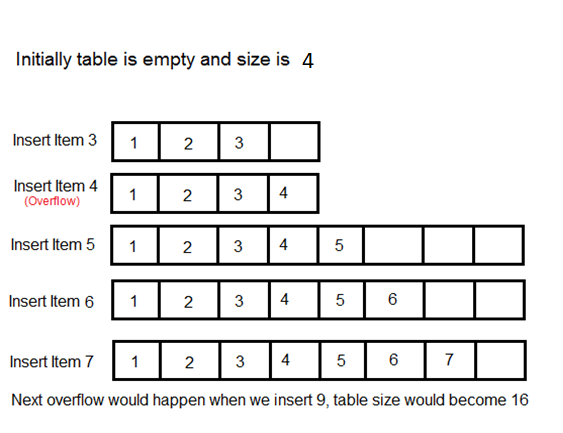 Initially table is empty and size is 4
Insert Item 3 1 2 3
Insert Item 4 1 2 3 4
(Overflow)
Insert Item 5 1 2 3 4 5
Insert Item 6 1 2 3 4 5 6
Insert Item 7 1 2 3 4 5 6 7
Next overflow would happen when we insert 9, table size would become 16